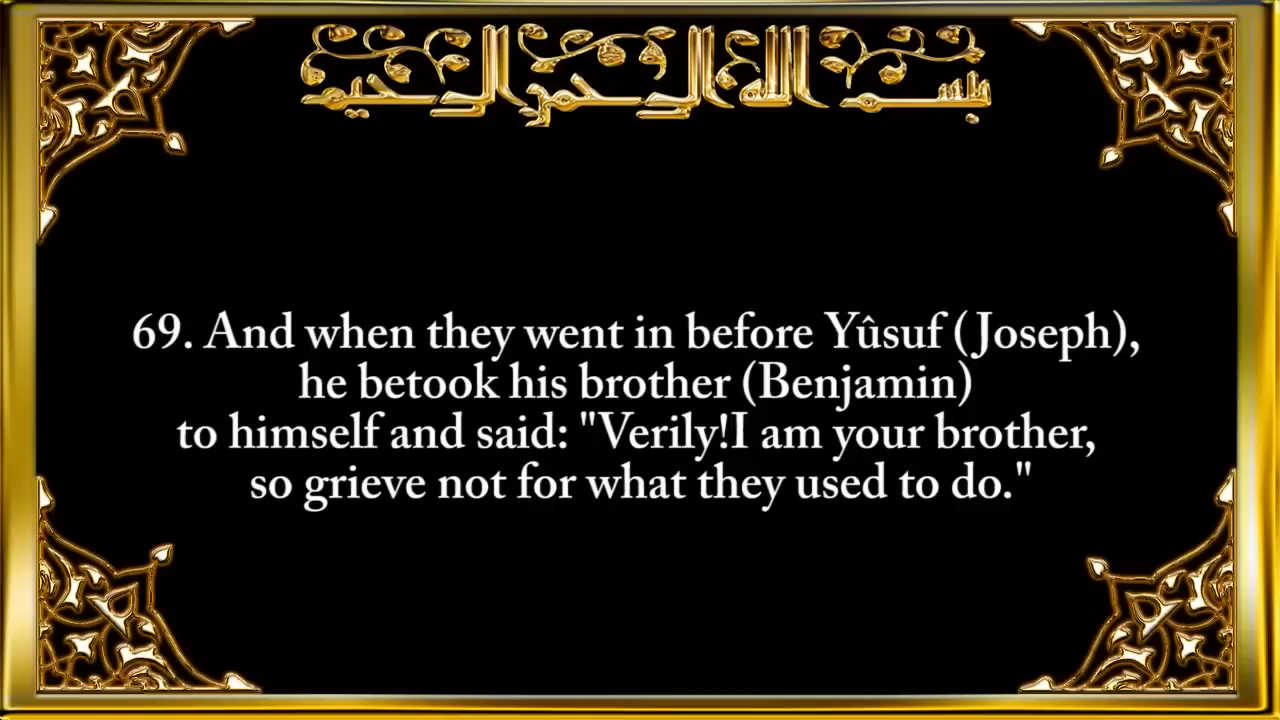 بسم الله الرحمن الرحيم
69. And when they went in before Yûsuf (Joseph),
he betook his brother (Benjamin)
to himself and said: "Verily!I am your brother,
so grieve not for what they used to do."